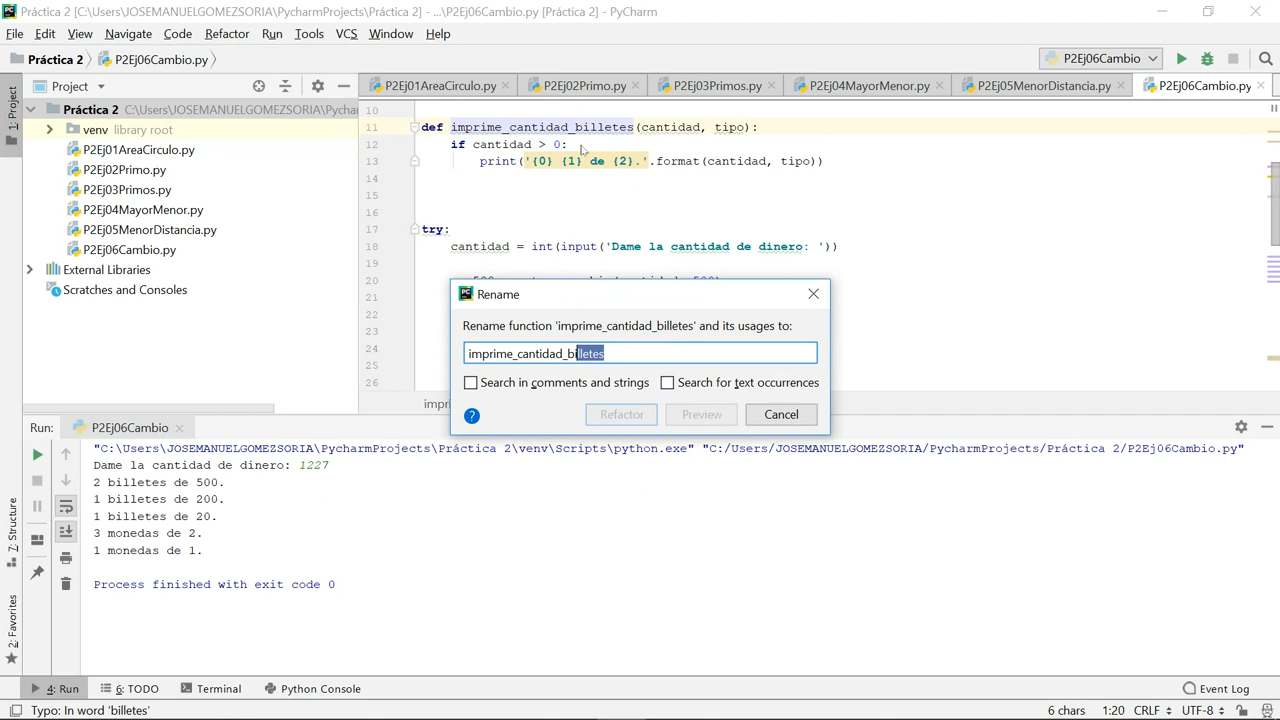 Práctica 2 [C:\Users\JOSEMANUELGOMEZSORIA\PycharmProjects\Práctica 2] - ...\P2Ej06Cambio.py [Práctica 2] - PyCharm
File Edit View Navigate Code Refactor Run Tools VCS Window Help
Práctica 2 P2Ej06Cambio.py P2Ej06Cambio
1: Project
Project
P2Ej01AreaCirculo.py P2Ej02Primo.py P2Ej03Primos.py P2Ej04MayorMenor.py P2Ej05MenorDistancia.py P2Ej06Cambio.py
Práctica 2 C:\Users\JOSEMANUELGOMEZSORIA\Pycharm
venv library root
P2Ej01AreaCirculo.py
P2Ej02Primo.py
P2Ej03Primos.py
P2Ej04MayorMenor.py
P2Ej05MenorDistancia.py
P2Ej06Cambio.py
External Libraries
Scratches and Consoles
10
11 def imprime_cantidad_billetes(cantidad, tipo):
12 if cantidad > 0:
13 print('{0} {1} de {2}.'.format(cantidad, tipo))
14
15
16
17 try:
18 cantidad = int(input('Dame la cantidad de dinero: '))
19
20
21
22
23
24
25
26
impri
Rename
Rename function 'imprime_cantidad_billetes' and its usages to:
imprime_cantidad_billetes
Search in comments and strings Search for text occurrences
? Refactor Preview Cancel
Run: P2Ej06Cambio
"C:\Users\JOSEMANUELGOMEZSORIA\PycharmProjects\Práctica 2\venv\Scripts\python.exe" "C:/Users/JOSEMANUELGOMEZSORIA/PycharmProjects/Práctica 2/P2Ej06Cambio.py"
Dame la cantidad de dinero: 1227
2 billetes de 500.
1 billetes de 200.
1 billetes de 20.
3 monedas de 2.
1 monedas de 1.
Process finished with exit code 0
7: Structure
2: Favorites
4: Run 6: TODO Terminal Python Console Event Log
Typo: In word 'billetes' 6 chars 1:20 CRLF UTF-8